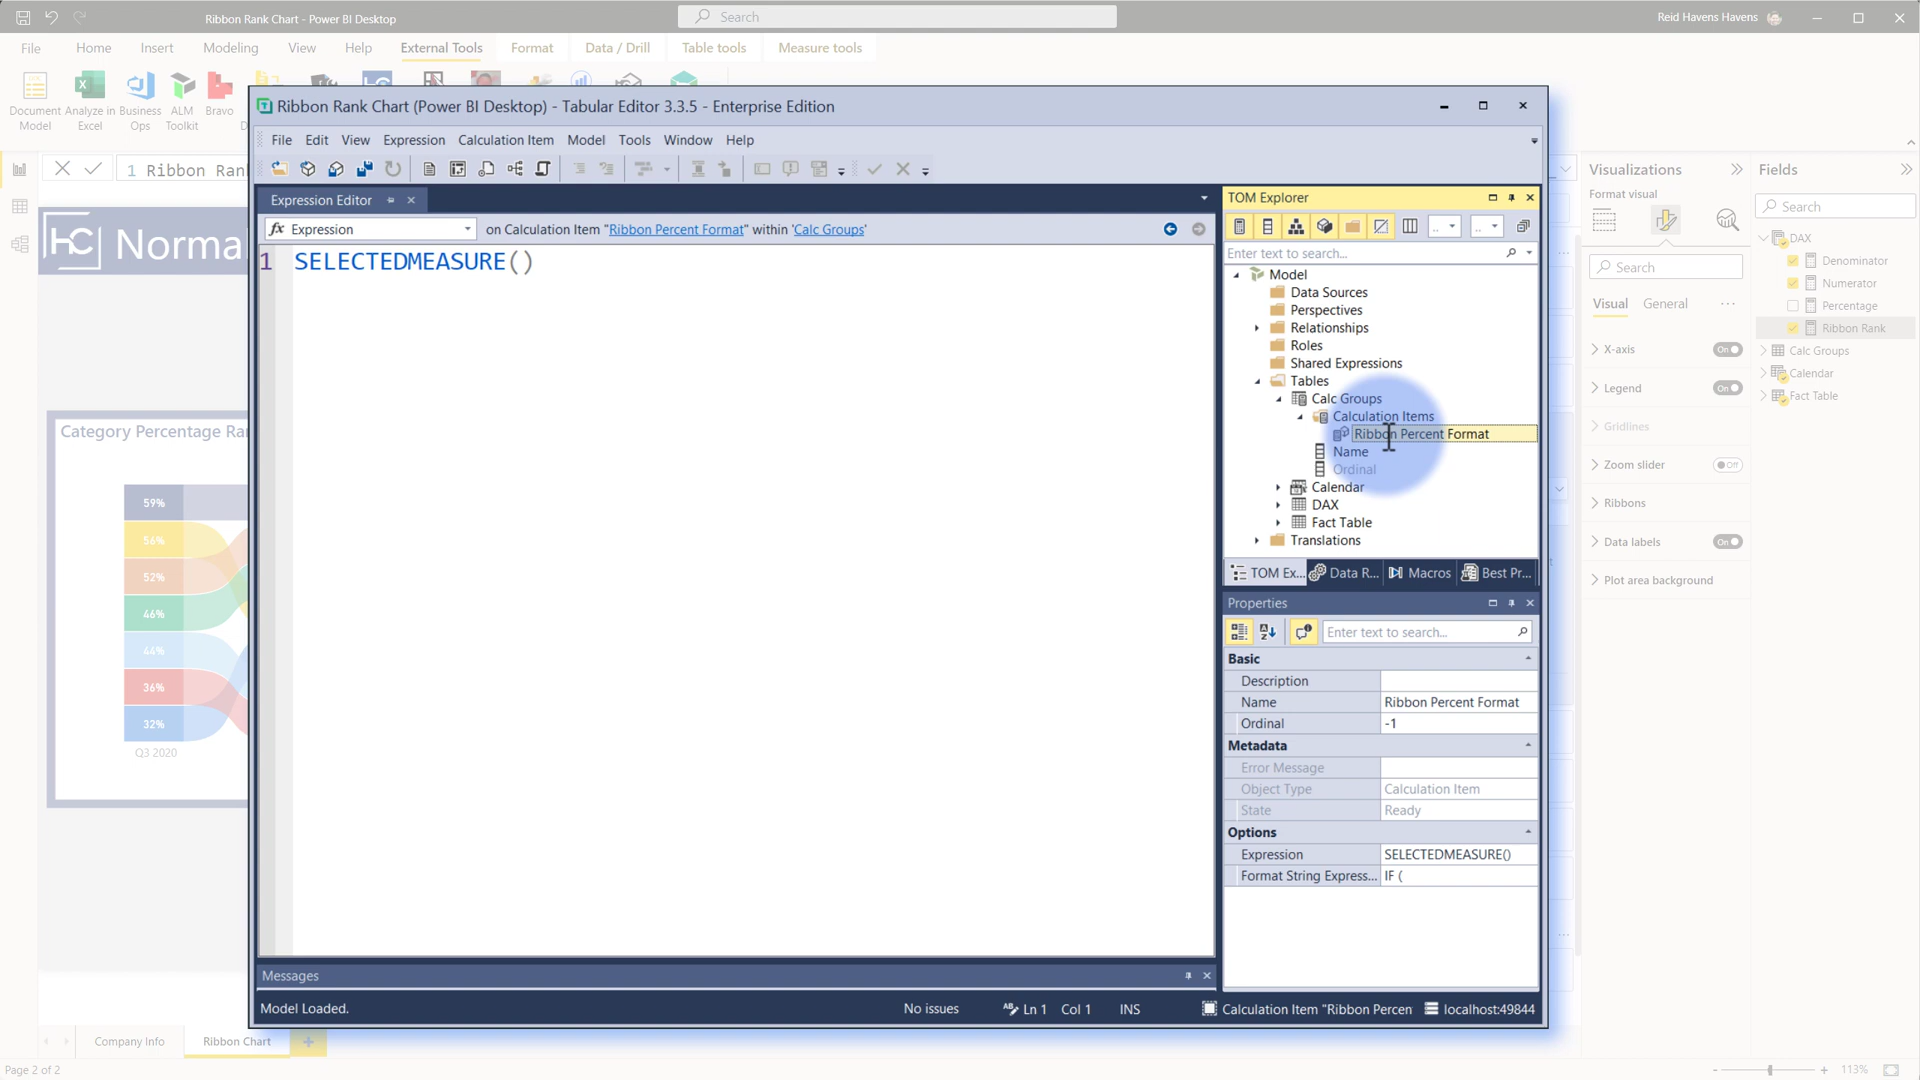 Ribbon Rank Chart - Power BI Desktop
Search
Reid Havens Havens
File
Home
Insert
Modeling
View
Help
External Tools
Format
Data / Drill
Table tools
Measure tools
Document Model
Analyze in Excel
Business Ops
ALM Toolkit
Bravo
Ribbon Rank Chart (Power BI Desktop) - Tabular Editor 3.3.5 - Enterprise Edition
File
Edit
View
Expression
Calculation Item
Model
Tools
Window
Help
1 Ribbon Ran
HC Norma
Category Percentage Ra
59%
56%
52%
46%
44%
36%
32%
Q3 2020
Expression Editor
fx Expression
on Calculation Item "Ribbon Percent Format" within 'Calc Groups'
1 SELECTEDMEASURE()
TOM Explorer
Enter text to search...
Model
Data Sources
Perspectives
Relationships
Roles
Shared Expressions
Tables
Calc Groups
Calculation Items
Ribbon Percent Format
Name
Ordinal
Calendar
DAX
Fact Table
Translations
TOM Ex...
Data R...
Macros
Best Pr...
Properties
Enter text to search...
Basic
Description
Name Ribbon Percent Format
Ordinal -1
Metadata
Error Message
Object Type Calculation Item
State Ready
Options
Expression SELECTEDMEASURE()
Format String Express... IF (
Messages
Model Loaded.
No issues
Ln 1
Col 1
INS
Calculation Item "Ribbon Percen
localhost:49844
Visualizations
Format visual
Search
Visual
General
X-axis On
Legend On
Gridlines
Zoom slider Off
Ribbons
Data labels On
Plot area background
Fields
Search
DAX
Denominator
Numerator
Percentage
Ribbon Rank
Calc Groups
Calendar
Fact Table
Company Info
Ribbon Chart
+
Page 2 of 2
- + 113%